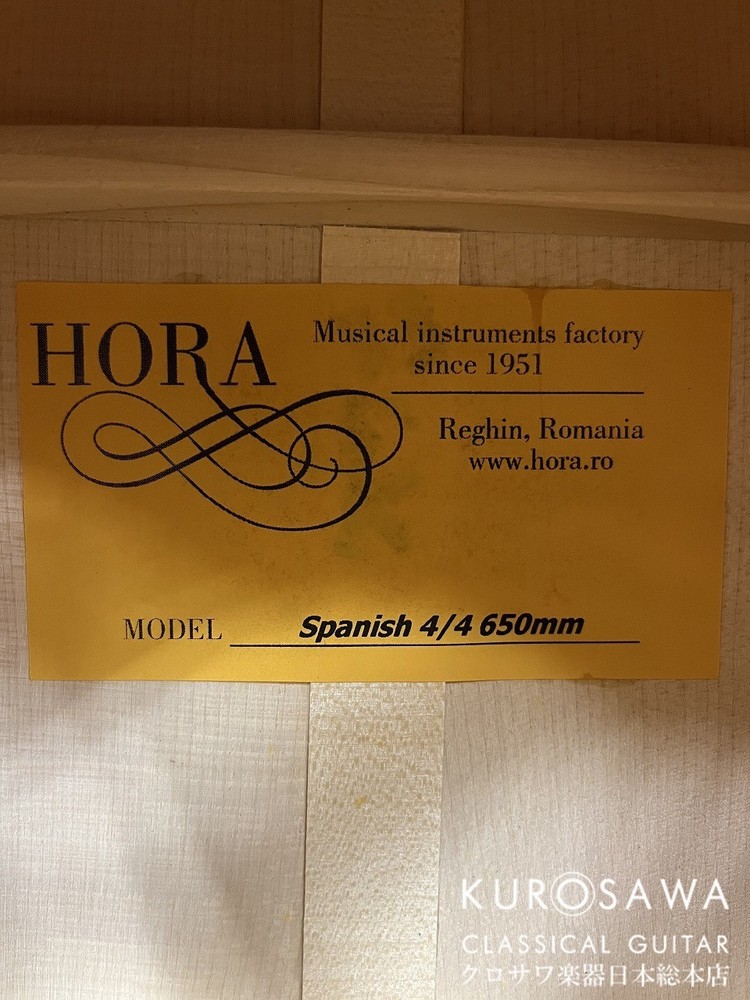 HORA
Musical instruments factory
since 1951
Reghin, Romania
www.hora.ro
MODEL Spanish 4/4 650mm
KUROSAWA
CLASSICAL GUITAR
クロサワ楽器日本総本店